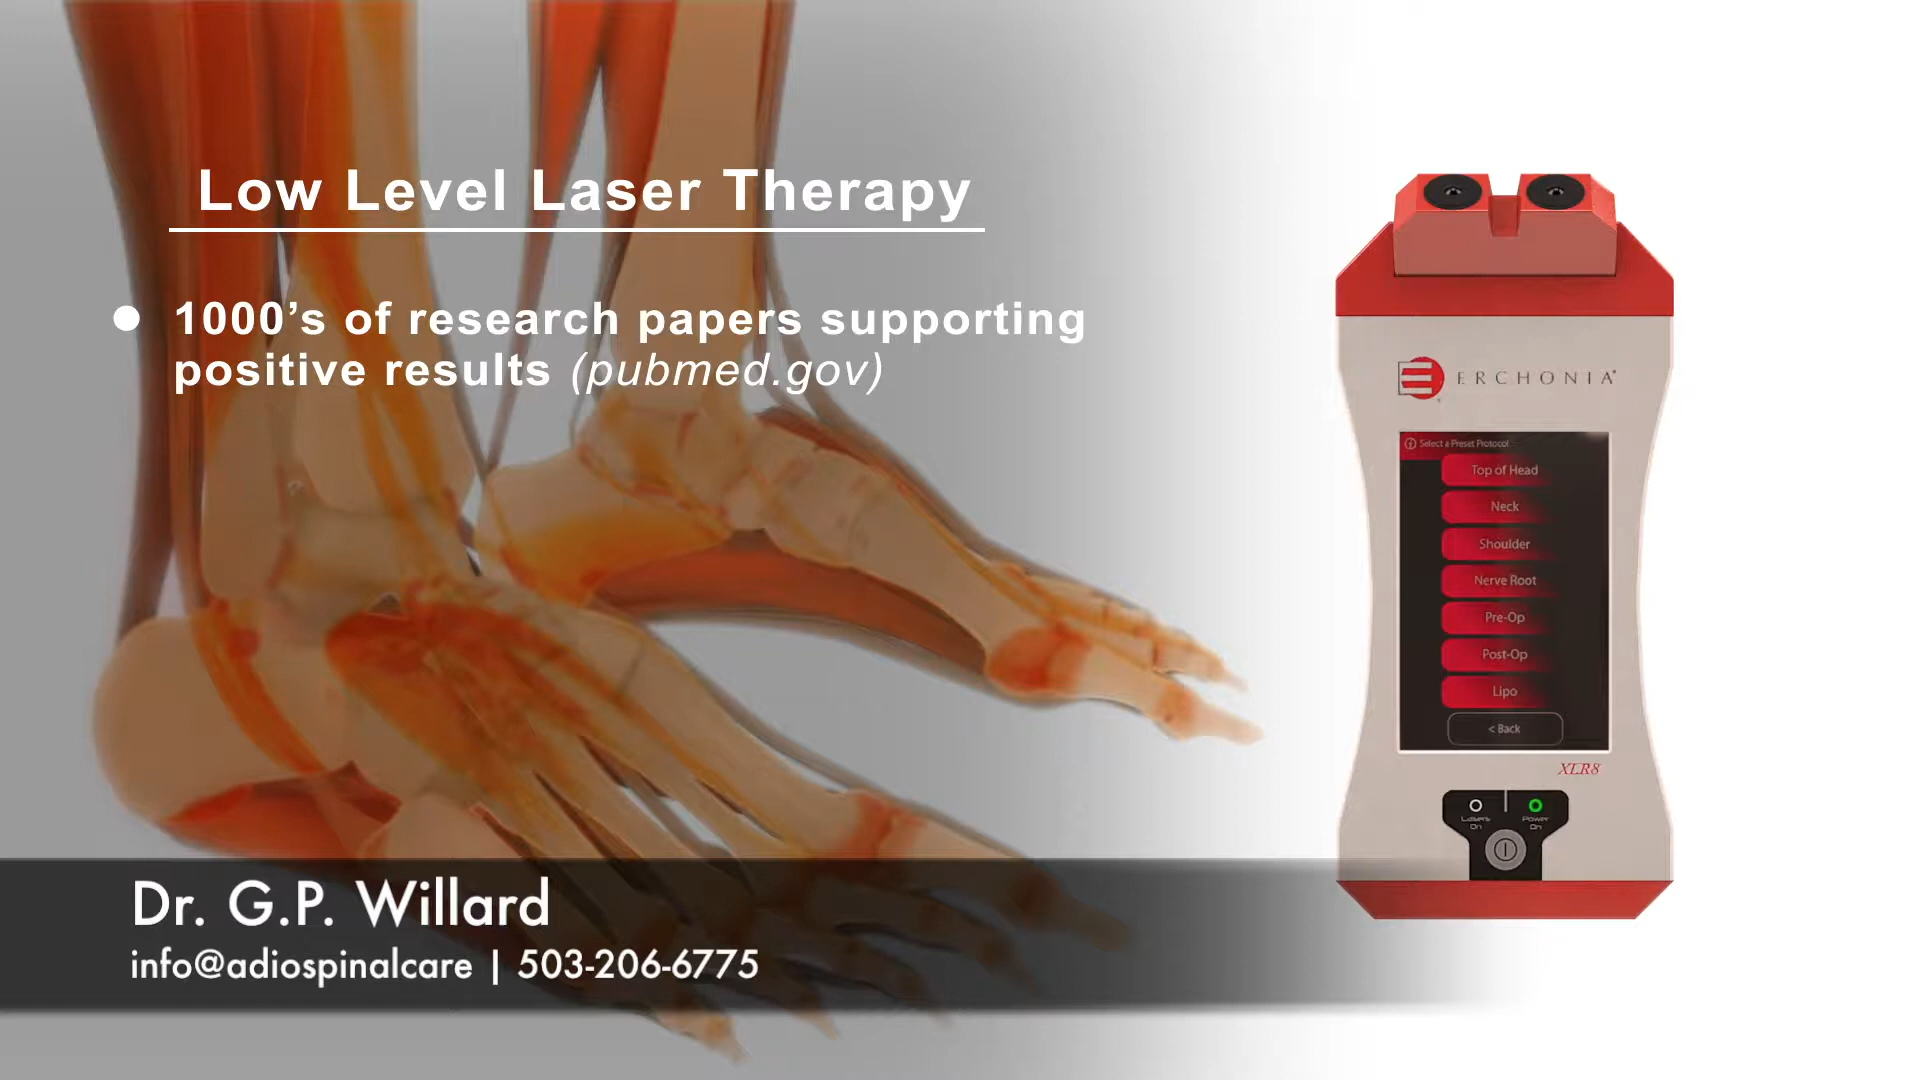 Low Level Laser Therapy
● 1000’s of research papers supporting
positive results (pubmed.gov)
ERCHONIA
Select a Preset Protocol
Top of Head
Neck
Shoulder
Nerve Root
Pre-Op
Post-Op
Lipo
< Back
XLR8
Lasers On
Power On
Dr. G.P. Willard
info@adiospinalcare | 503-206-6775